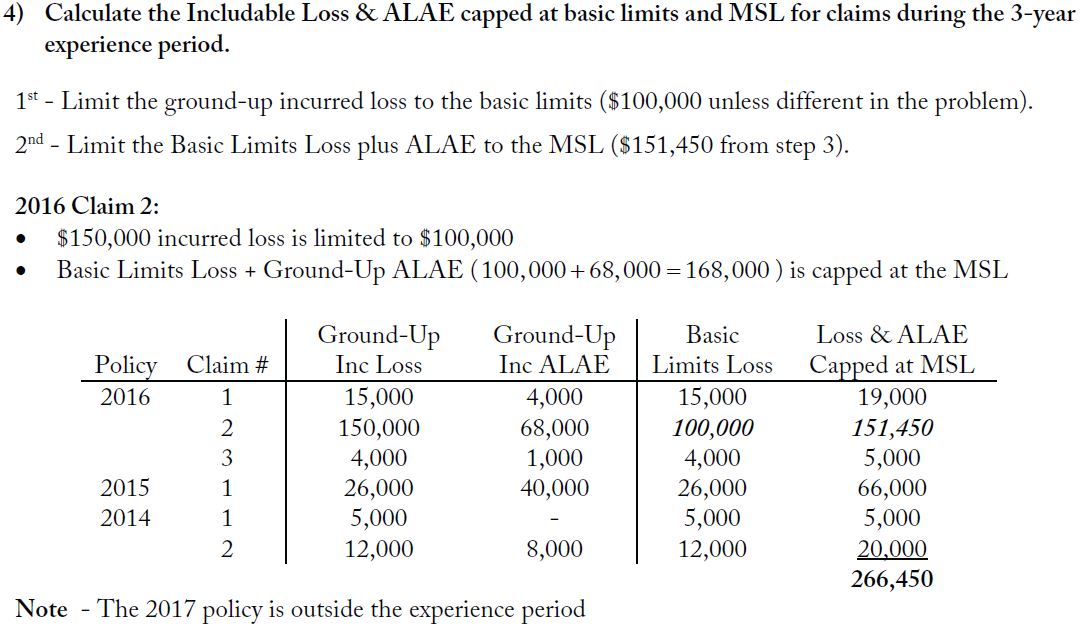 4) Calculate the Includable Loss & ALAE capped at basic limits and MSL for claims during the 3-year
experience period.
1st - Limit the ground-up incurred loss to the basic limits ($100,000 unless different in the problem).
2nd - Limit the Basic Limits Loss plus ALAE to the MSL ($151,450 from step 3).
2016 Claim 2:
• $150,000 incurred loss is limited to $100,000
• Basic Limits Loss + Ground-Up ALAE (100,000 + 68,000 = 168,000) is capped at the MSL
Ground-Up Ground-Up Basic Loss & ALAE
Policy Claim # Inc Loss Inc ALAE Limits Loss Capped at MSL
2016 1 15,000 4,000 15,000 19,000
2 150,000 68,000 100,000 151,450
3 4,000 1,000 4,000 5,000
2015 1 26,000 40,000 26,000 66,000
2014 1 5,000 - 5,000 5,000
2 12,000 8,000 12,000 20,000
266,450
Note - The 2017 policy is outside the experience period